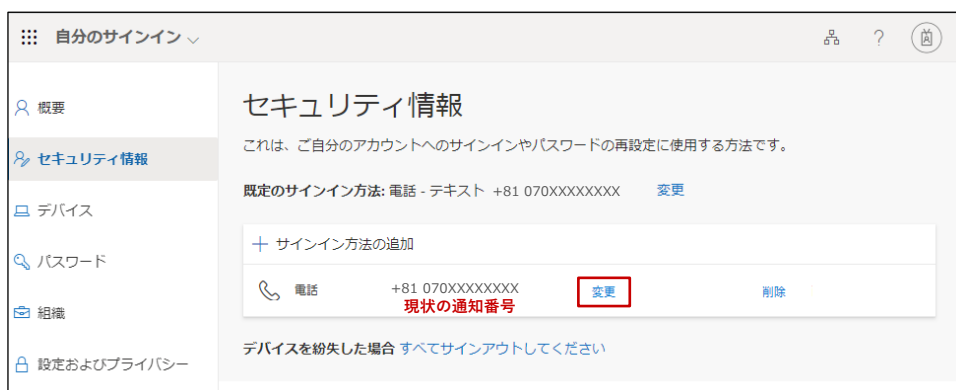 自分のサインイン
?
概要
セキュリティ情報
デバイス
パスワード
組織
設定およびプライバシー
セキュリティ情報
これは、ご自分のアカウントへのサインインやパスワードの再設定に使用する方法です。
既定のサインイン方法: 電話 - テキスト +81 070XXXXXXXX 変更
+ サインイン方法の追加
電話 +81 070XXXXXXXX 変更 削除
現状の通知番号
デバイスを紛失した場合 すべてサインアウトしてください